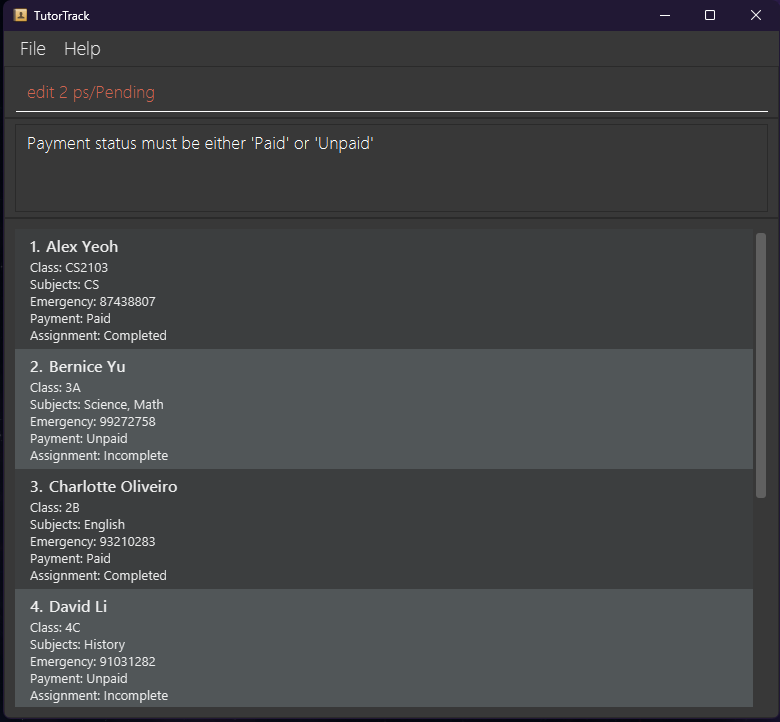 TutorTrack
File Help
edit 2 ps/Pending
Payment status must be either 'Paid' or 'Unpaid'
1. Alex Yeoh
Class: CS2103
Subjects: CS
Emergency: 87438807
Payment: Paid
Assignment: Completed
2. Bernice Yu
Class: 3A
Subjects: Science, Math
Emergency: 99272758
Payment: Unpaid
Assignment: Incomplete
3. Charlotte Oliveiro
Class: 2B
Subjects: English
Emergency: 93210283
Payment: Paid
Assignment: Completed
4. David Li
Class: 4C
Subjects: History
Emergency: 91031282
Payment: Unpaid
Assignment: Incomplete